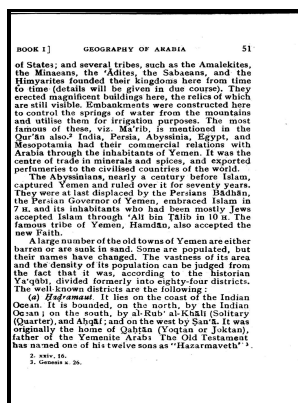 BOOK I] GEOGRAPHY OF ARABIA 51
of States; and several tribes, such as the Amalekites,
the Minaeans, the ‘Ādites, the Sabaeans, and the
Ḥimyarites founded their kingdoms here from time
to time (details will be given in due course). They
erected magnificent buildings here, the relics of which
are still visible. Embankments were constructed here
to control the springs of water from the mountains
and utilise them for irrigation purposes. The most
famous of these, viz. Ma'rib, is mentioned in the
Qur'ān also.² India, Persia, Abyssinia, Egypt, and
Mesopotamia had their commercial relations with
Arabia through the inhabitants of Yemen. It was the
centre of trade in minerals and spices, and exported
perfumeries to the civilised countries of the world.
The Abyssinians, nearly a century before Islam,
captured Yemen and ruled over it for seventy years.
They were at last displaced by the Persians Bādhān,
the Persian Governor of Yemen, embraced Islam in
7 H. and its inhabitants who had been mostly Jews
accepted Islam through ‘Alī bin Ṭālib in 10 H. The
famous tribe of Yemen, Hamdān, also accepted the
new Faith.
A large number of the old towns of Yemen are either
barren or are sunk in sand. Some are populated, but
their names have changed. The vastness of its area
and the density of its population can be judged from
the fact that it was, according to the historian
Ya‘qūbī, divided formerly into eighty-four districts.
The well-known districts are the following :
(a) Ḥaḍramaut. It lies on the coast of the Indian
Ocean. It is bounded, on the north, by the Indian
Ocean ; on the south, by al-Rub‘ al-Khālī (Solitary
(Quarter), and Aḥqāf; and on the west by Ṣan‘ā. It was
originally the home of Qaḥṭān (Yoqtan or Joktan),
father of the Yemenite Arabs The Old Testament
has named one of his twelve sons as “Hazarmaveth” ³.
2. xxiv, 16.
3. Genesis x. 26.